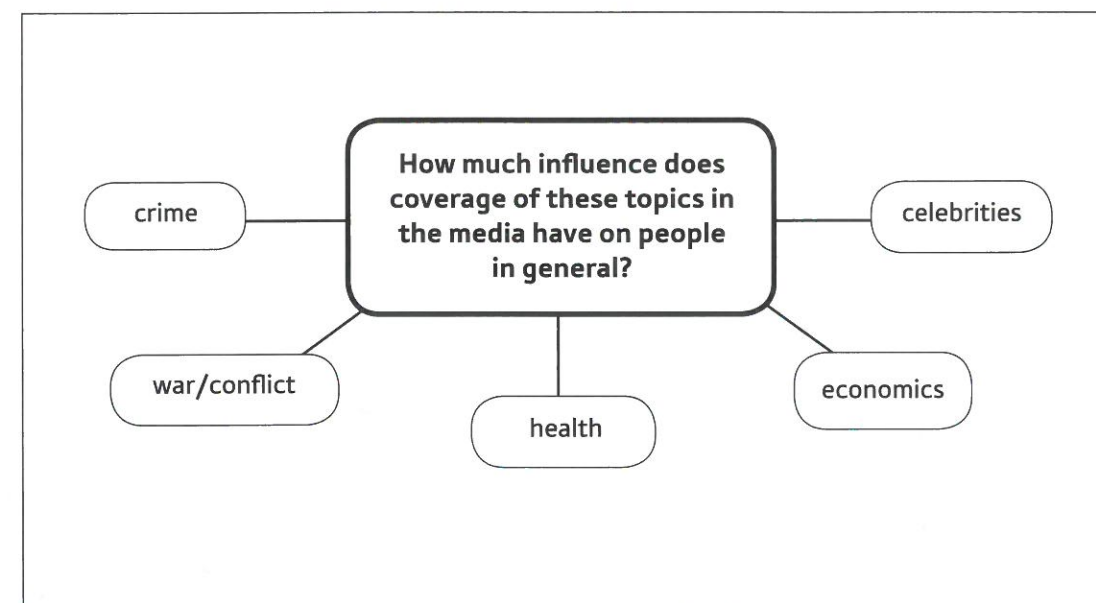 How much influence does
coverage of these topics in
the media have on people
in general?
crime
celebrities
war/conflict
economics
health